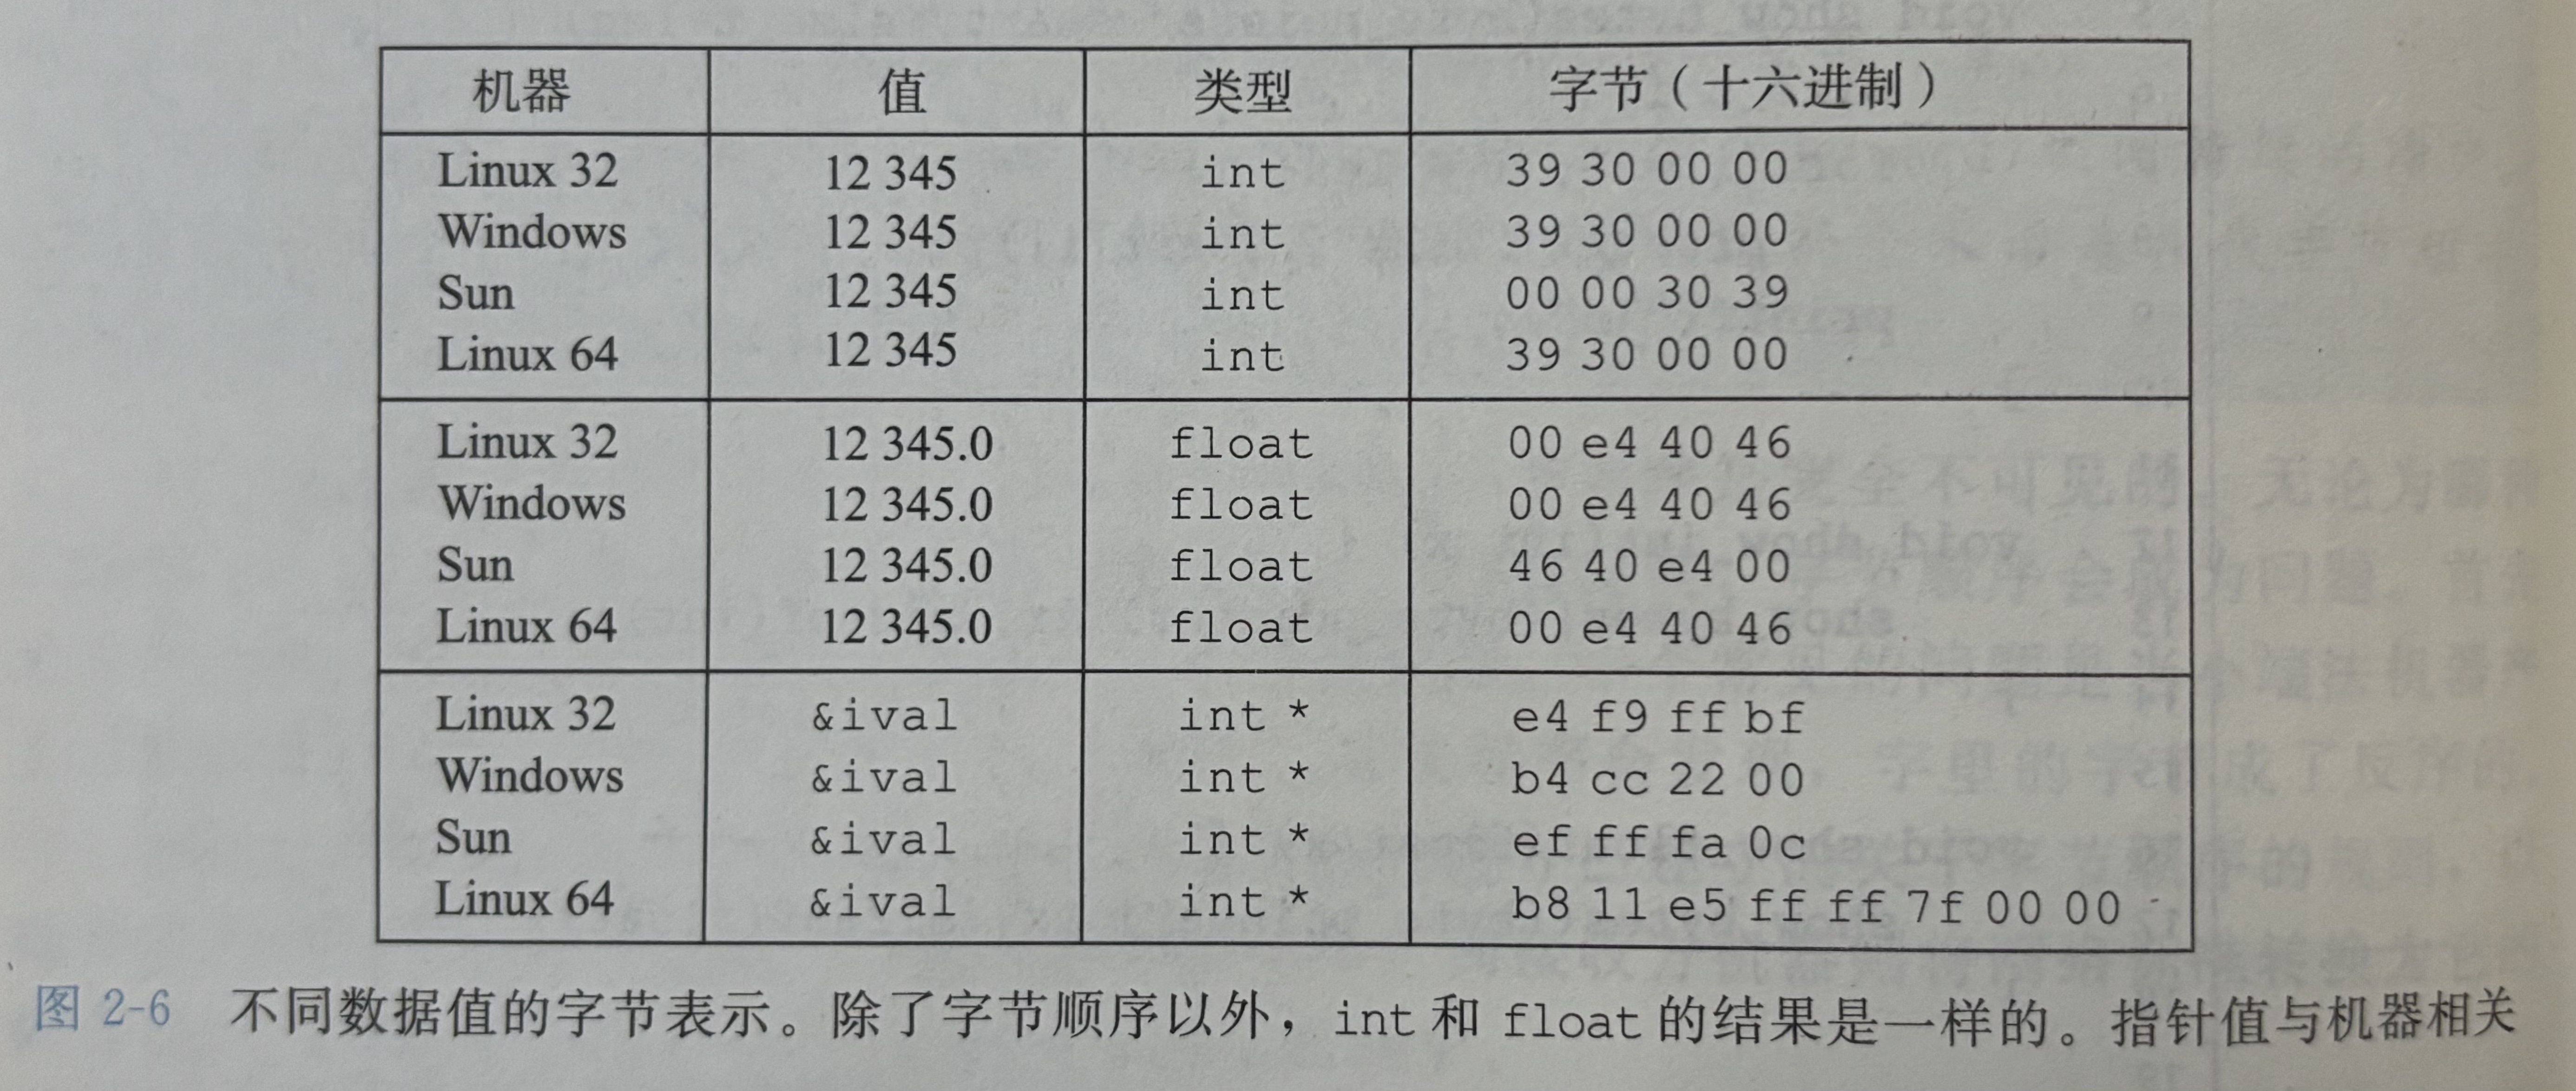 机器 值 类型 字节（十六进制）
Linux 32 12 345 int 39 30 00 00
Windows 12 345 int 39 30 00 00
Sun 12 345 int 00 00 30 39
Linux 64 12 345 int 39 30 00 00
Linux 32 12 345.0 float 00 e4 40 46
Windows 12 345.0 float 00 e4 40 46
Sun 12 345.0 float 46 40 e4 00
Linux 64 12 345.0 float 00 e4 40 46
Linux 32 &ival int * e4 f9 ff bf
Windows &ival int * b4 cc 22 00
Sun &ival int * ef ff fa 0c
Linux 64 &ival int * b8 11 e5 ff ff 7f 00 00
图 2-6 不同数据值的字节表示。除了字节顺序以外，int 和 float 的结果是一样的。指针值与机器相关